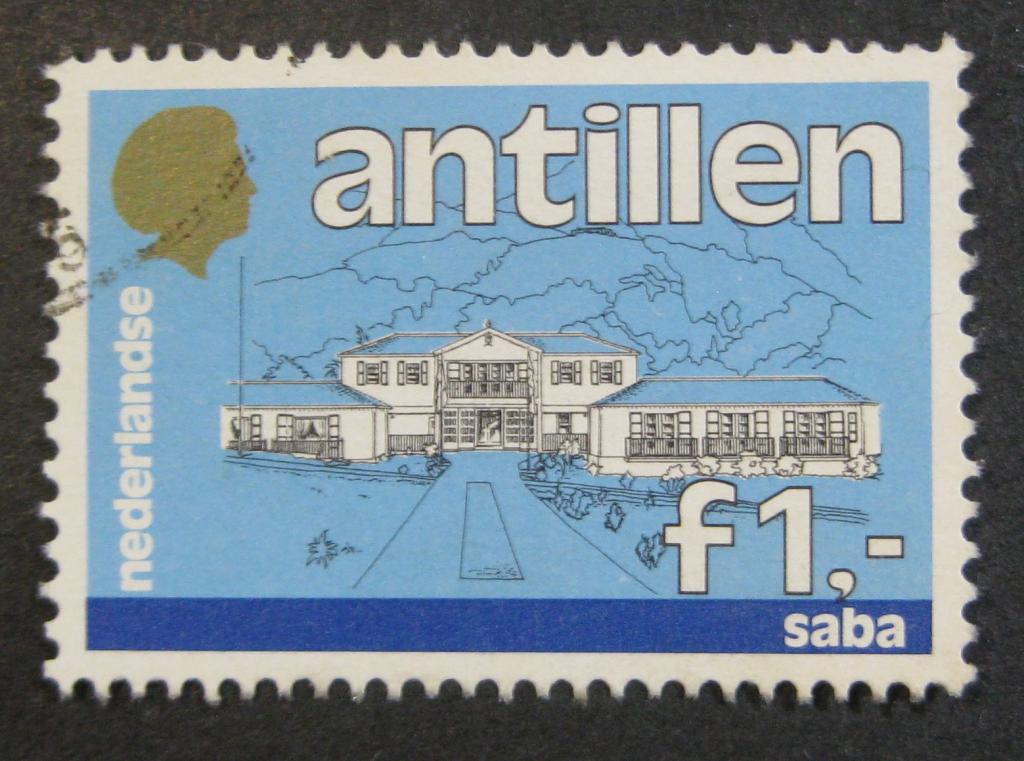 nederlandse
antillen
f1,-
saba